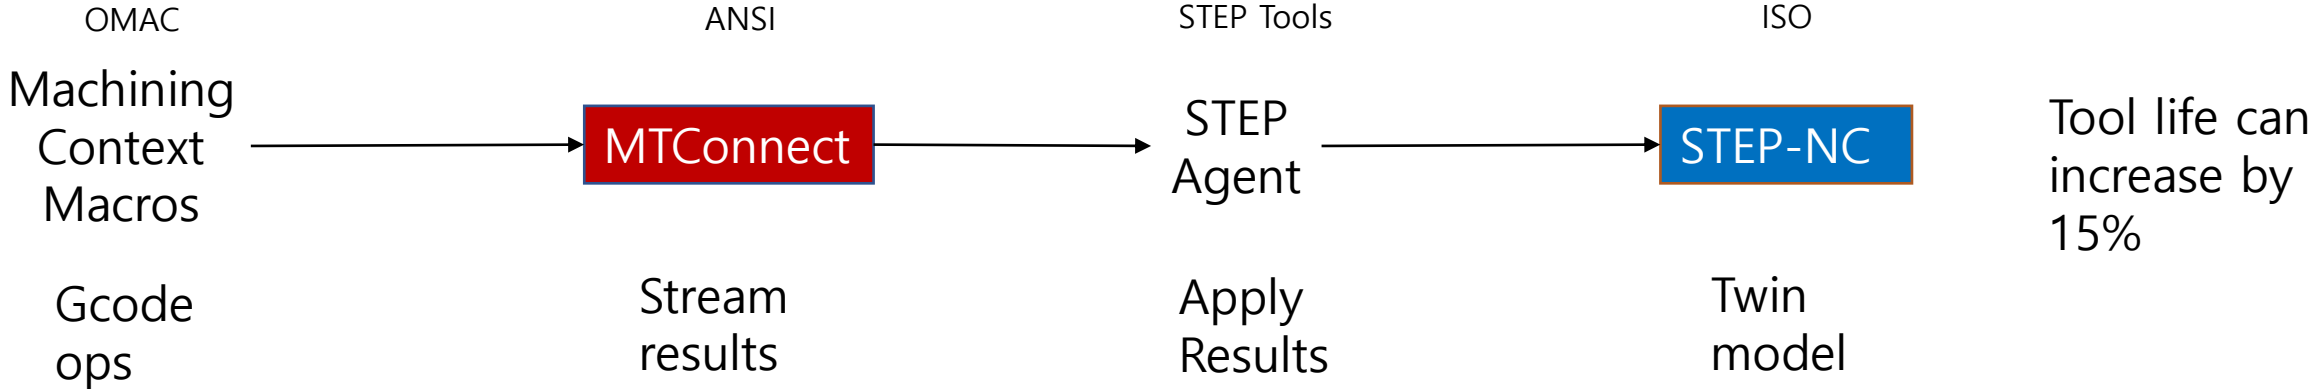 OMAC
ANSI
STEP Tools
ISO
Machining
Context
Macros
MTConnect
STEP
Agent
STEP-NC
Tool life can
increase by
15%
Gcode
ops
Stream
results
Apply
Results
Twin
model